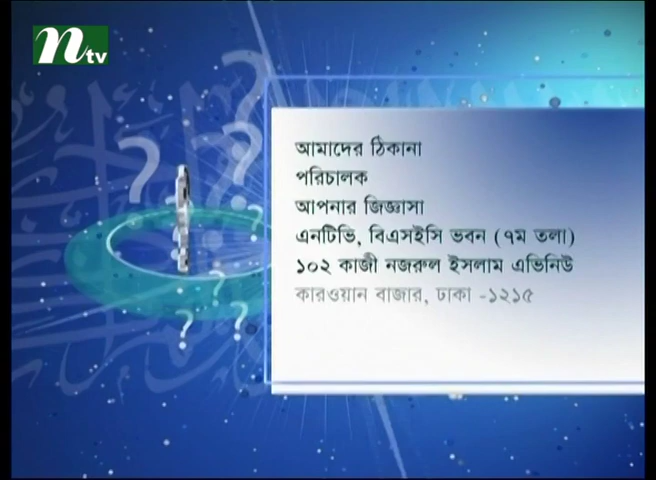 ntv
আমাদের ঠিকানা
পরিচালক
আপনার জিজ্ঞাসা
এনটিভি, বিএসইসি ভবন (৭ম তলা)
১০২ কাজী নজরুল ইসলাম এভিনিউ
কারওয়ান বাজার, ঢাকা -১২১৫